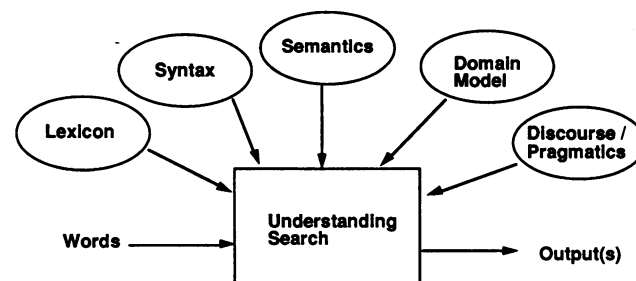 Semantics
Syntax
Domain
Model
Lexicon
Discourse /
Pragmatics
Understanding
Search
Words
Output(s)